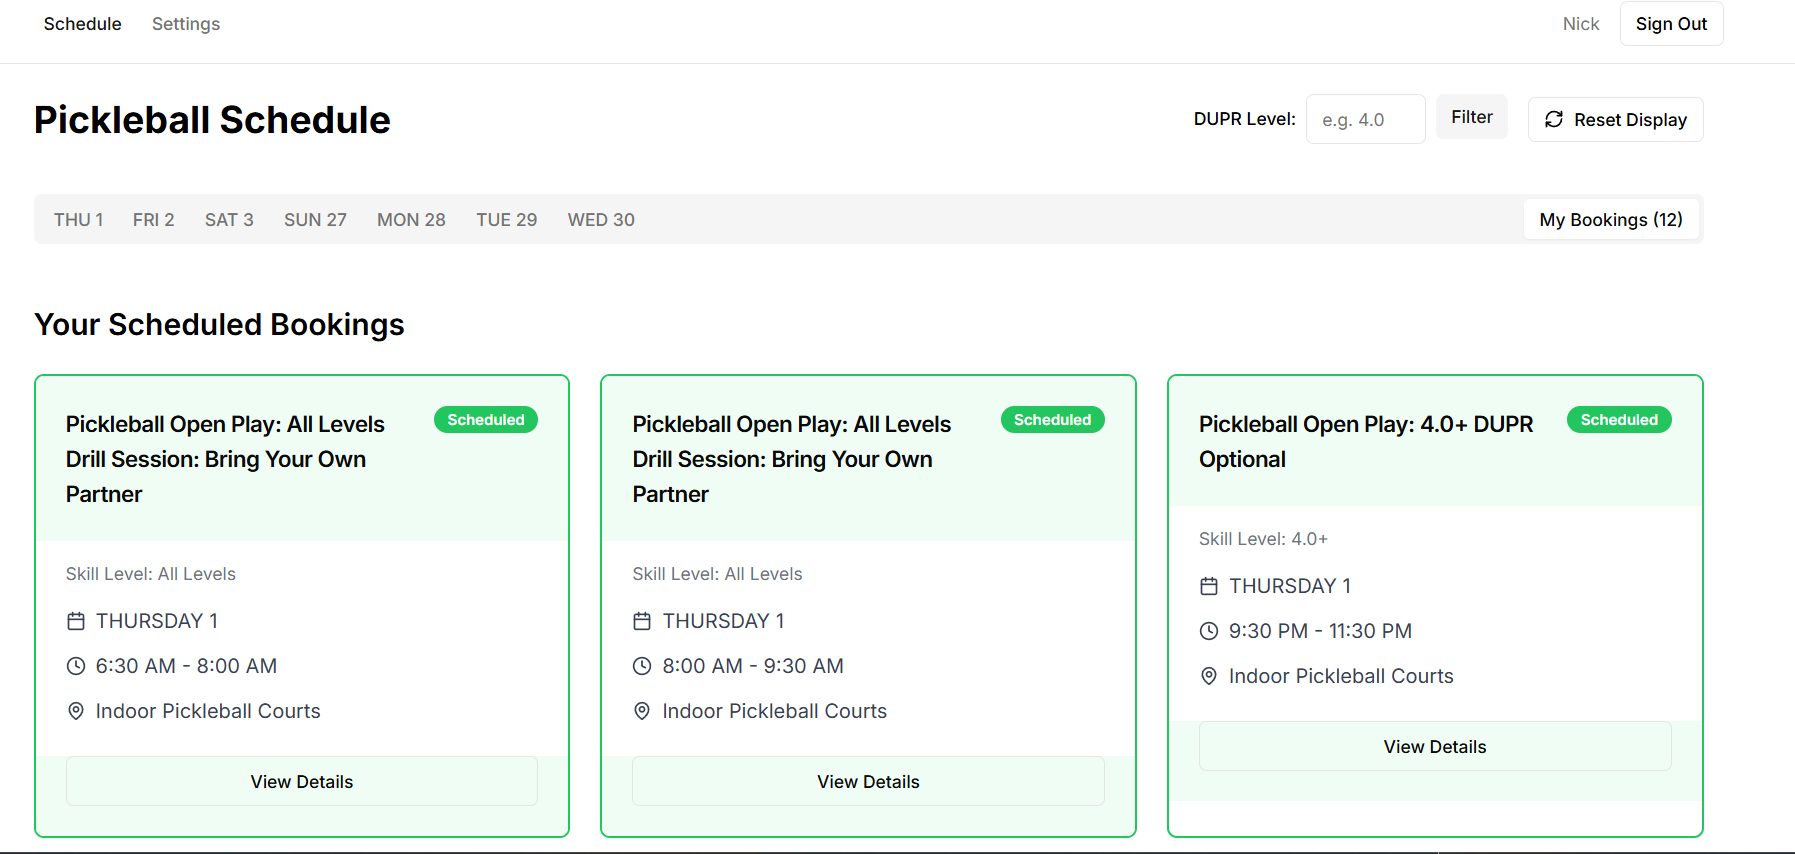 Schedule Settings Nick Sign Out
Pickleball Schedule
DUPR Level: e.g. 4.0 Filter Reset Display
THU 1 FRI 2 SAT 3 SUN 27 MON 28 TUE 29 WED 30 My Bookings (12)
Your Scheduled Bookings
Pickleball Open Play: All Levels
Drill Session: Bring Your Own
Partner
Scheduled
Skill Level: All Levels
THURSDAY 1
6:30 AM - 8:00 AM
Indoor Pickleball Courts
View Details
Pickleball Open Play: All Levels
Drill Session: Bring Your Own
Partner
Scheduled
Skill Level: All Levels
THURSDAY 1
8:00 AM - 9:30 AM
Indoor Pickleball Courts
View Details
Pickleball Open Play: 4.0+ DUPR
Optional
Scheduled
Skill Level: 4.0+
THURSDAY 1
9:30 PM - 11:30 PM
Indoor Pickleball Courts
View Details